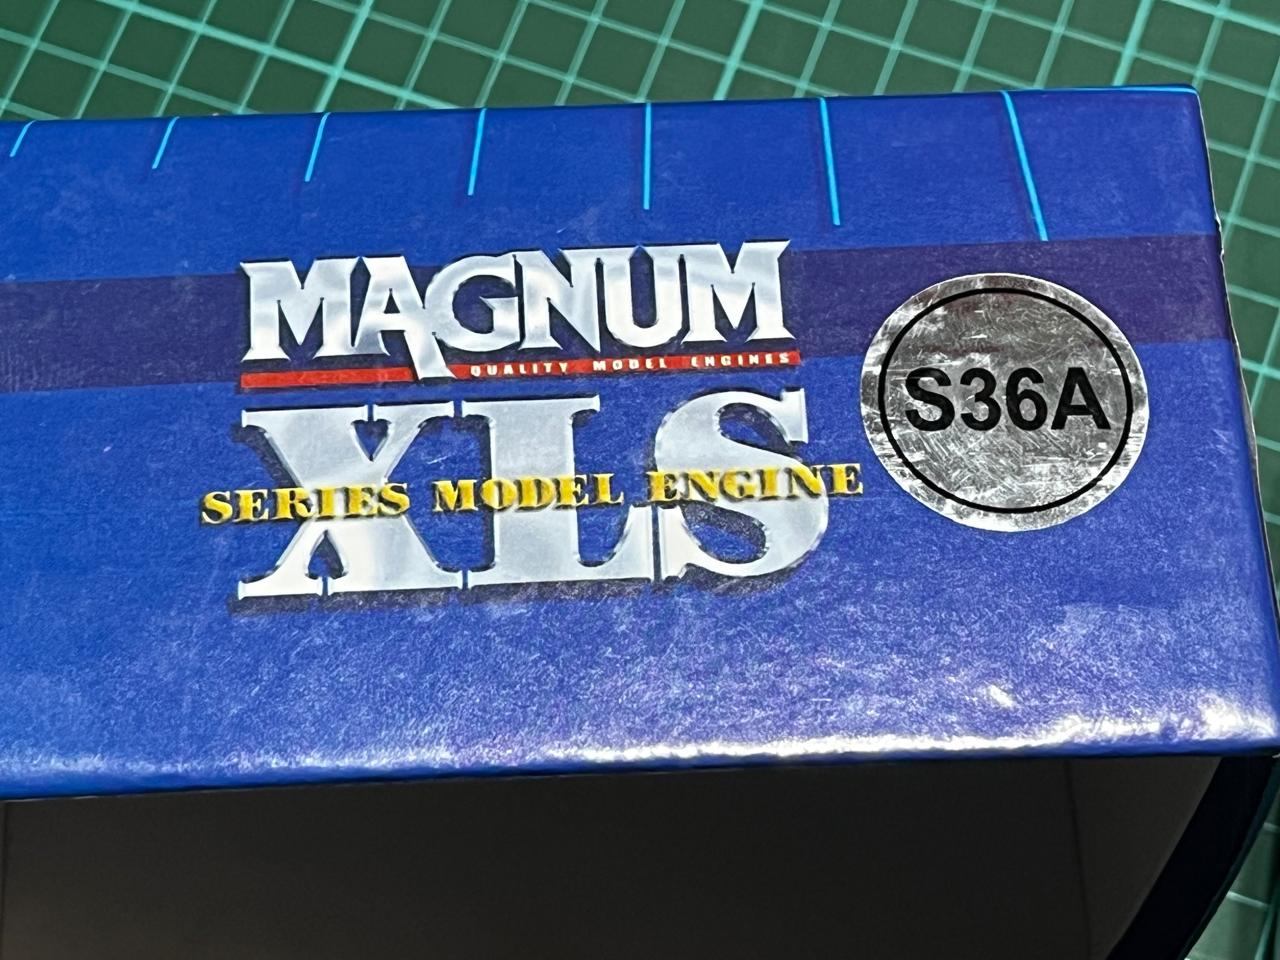 MAGNUM
QUALITY MODEL ENGINES
XLS
SERIES MODEL ENGINE
S36A